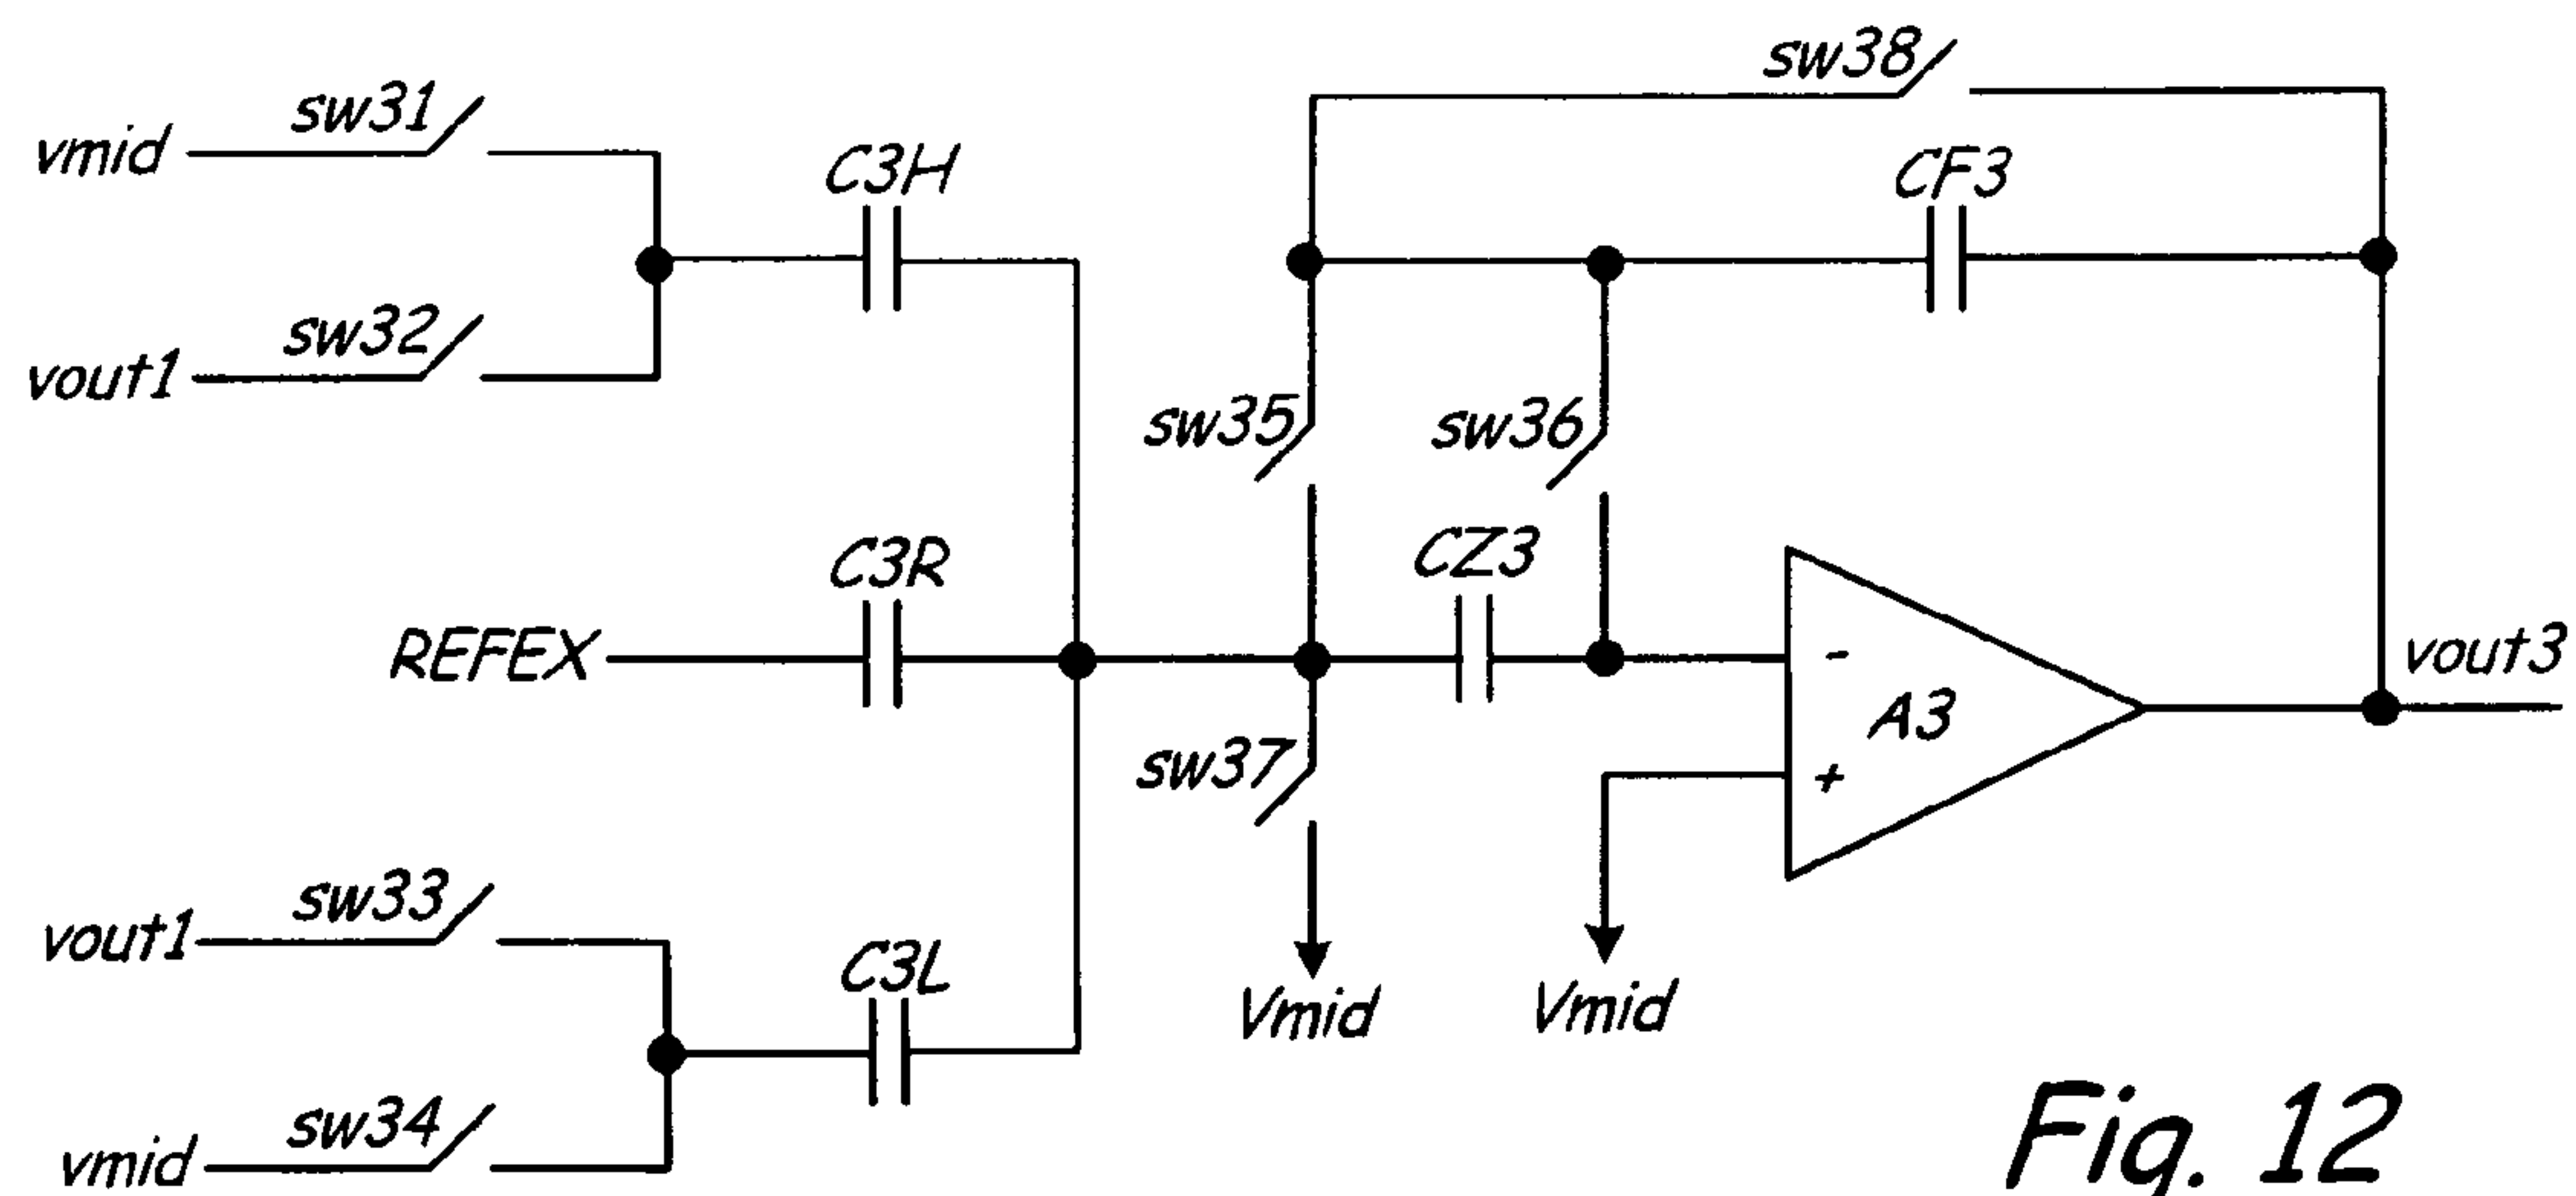 sw38
sw31
vmid
C3H
CF3
sw32
vout1
sw35
sw36
C3R
CZ3
REFEX
-
A3
+
vout3
sw37
sw33
vout1
C3L
Vmid
Vmid
sw34
vmid
Fig. 12